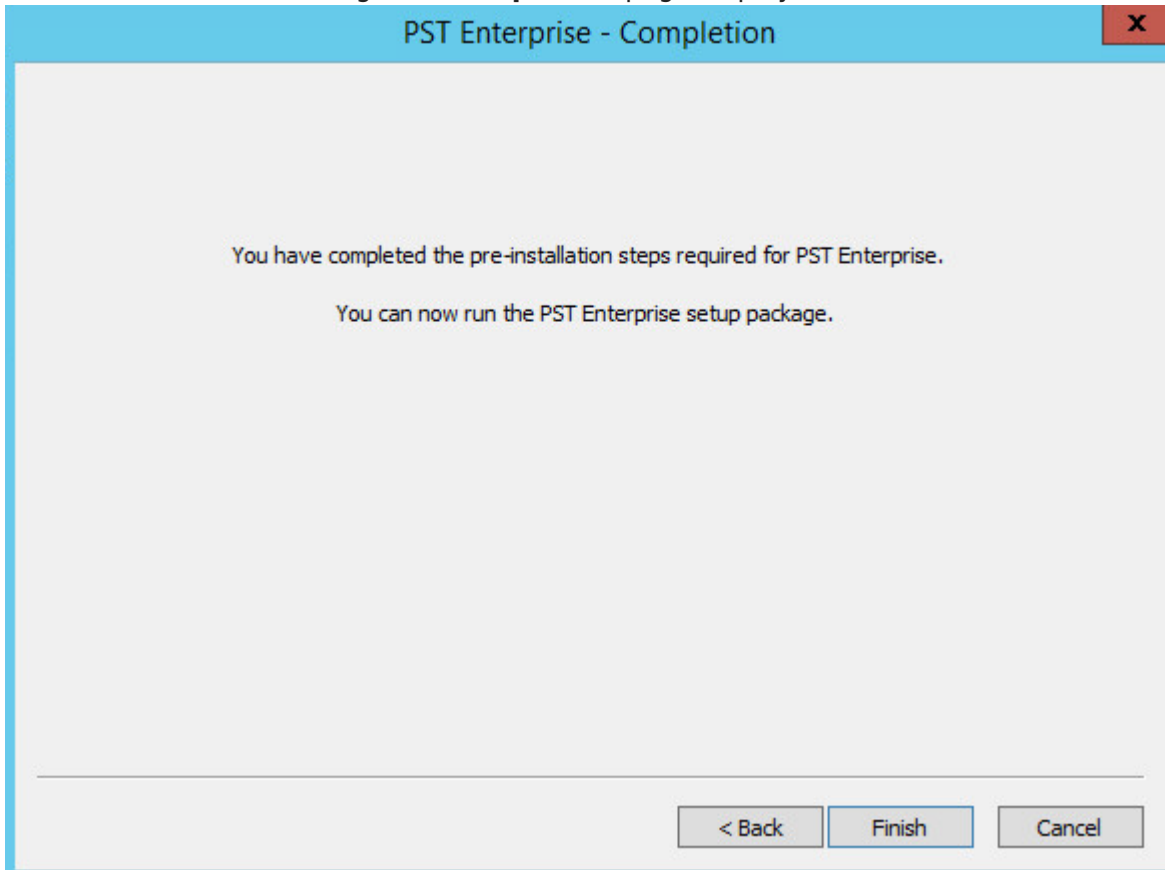 PST Enterprise - Completion
x
You have completed the pre-installation steps required for PST Enterprise.
You can now run the PST Enterprise setup package.
< Back Finish Cancel